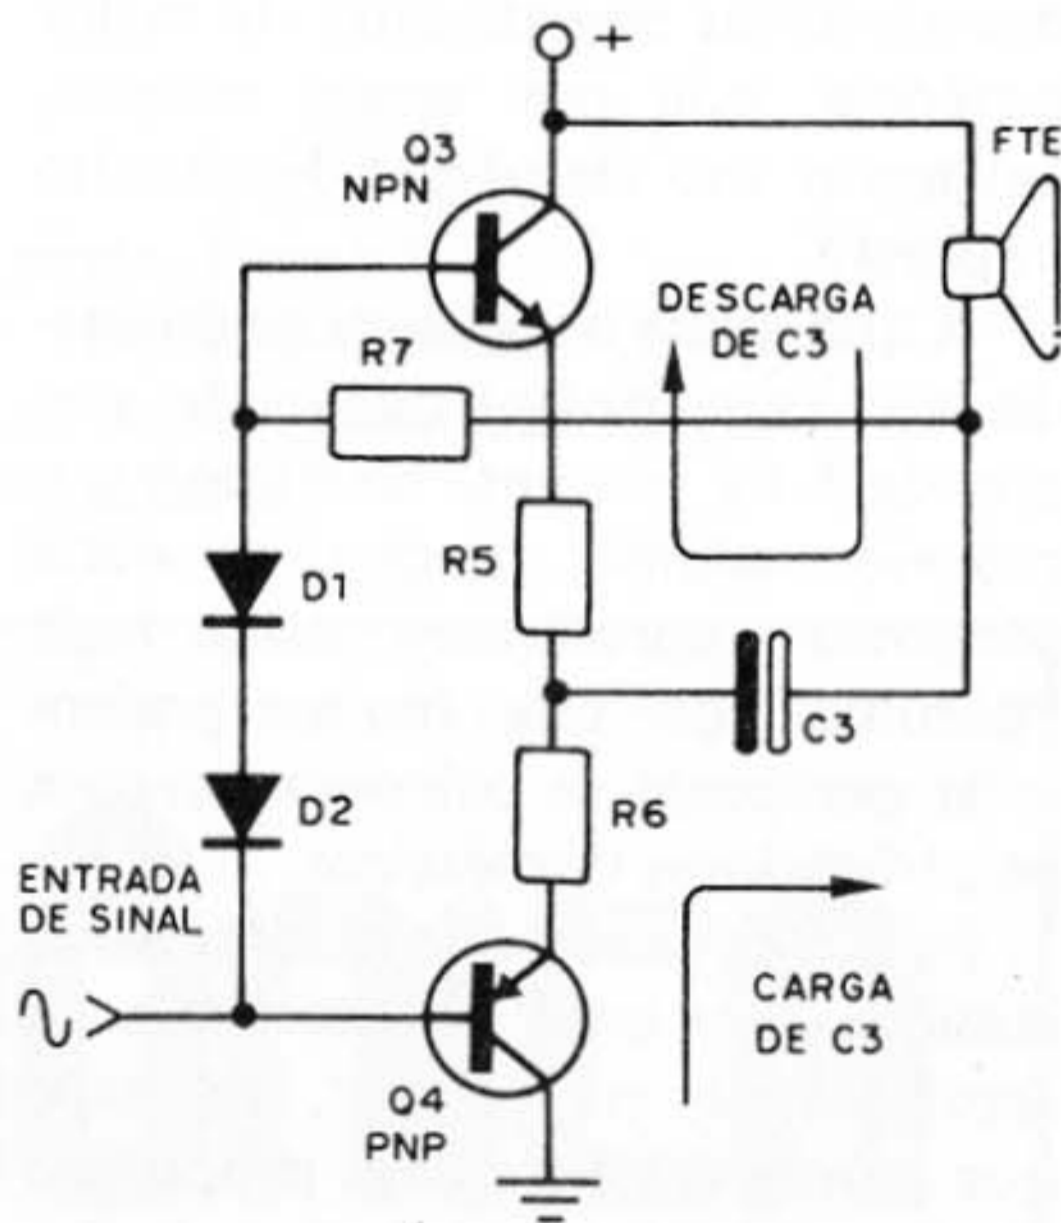 +
Q3
NPN
FTE
DESCARGA
DE C3
R7
R5
D1
C3
D2
R6
ENTRADA
DE SINAL
CARGA
DE C3
Q4
PNP